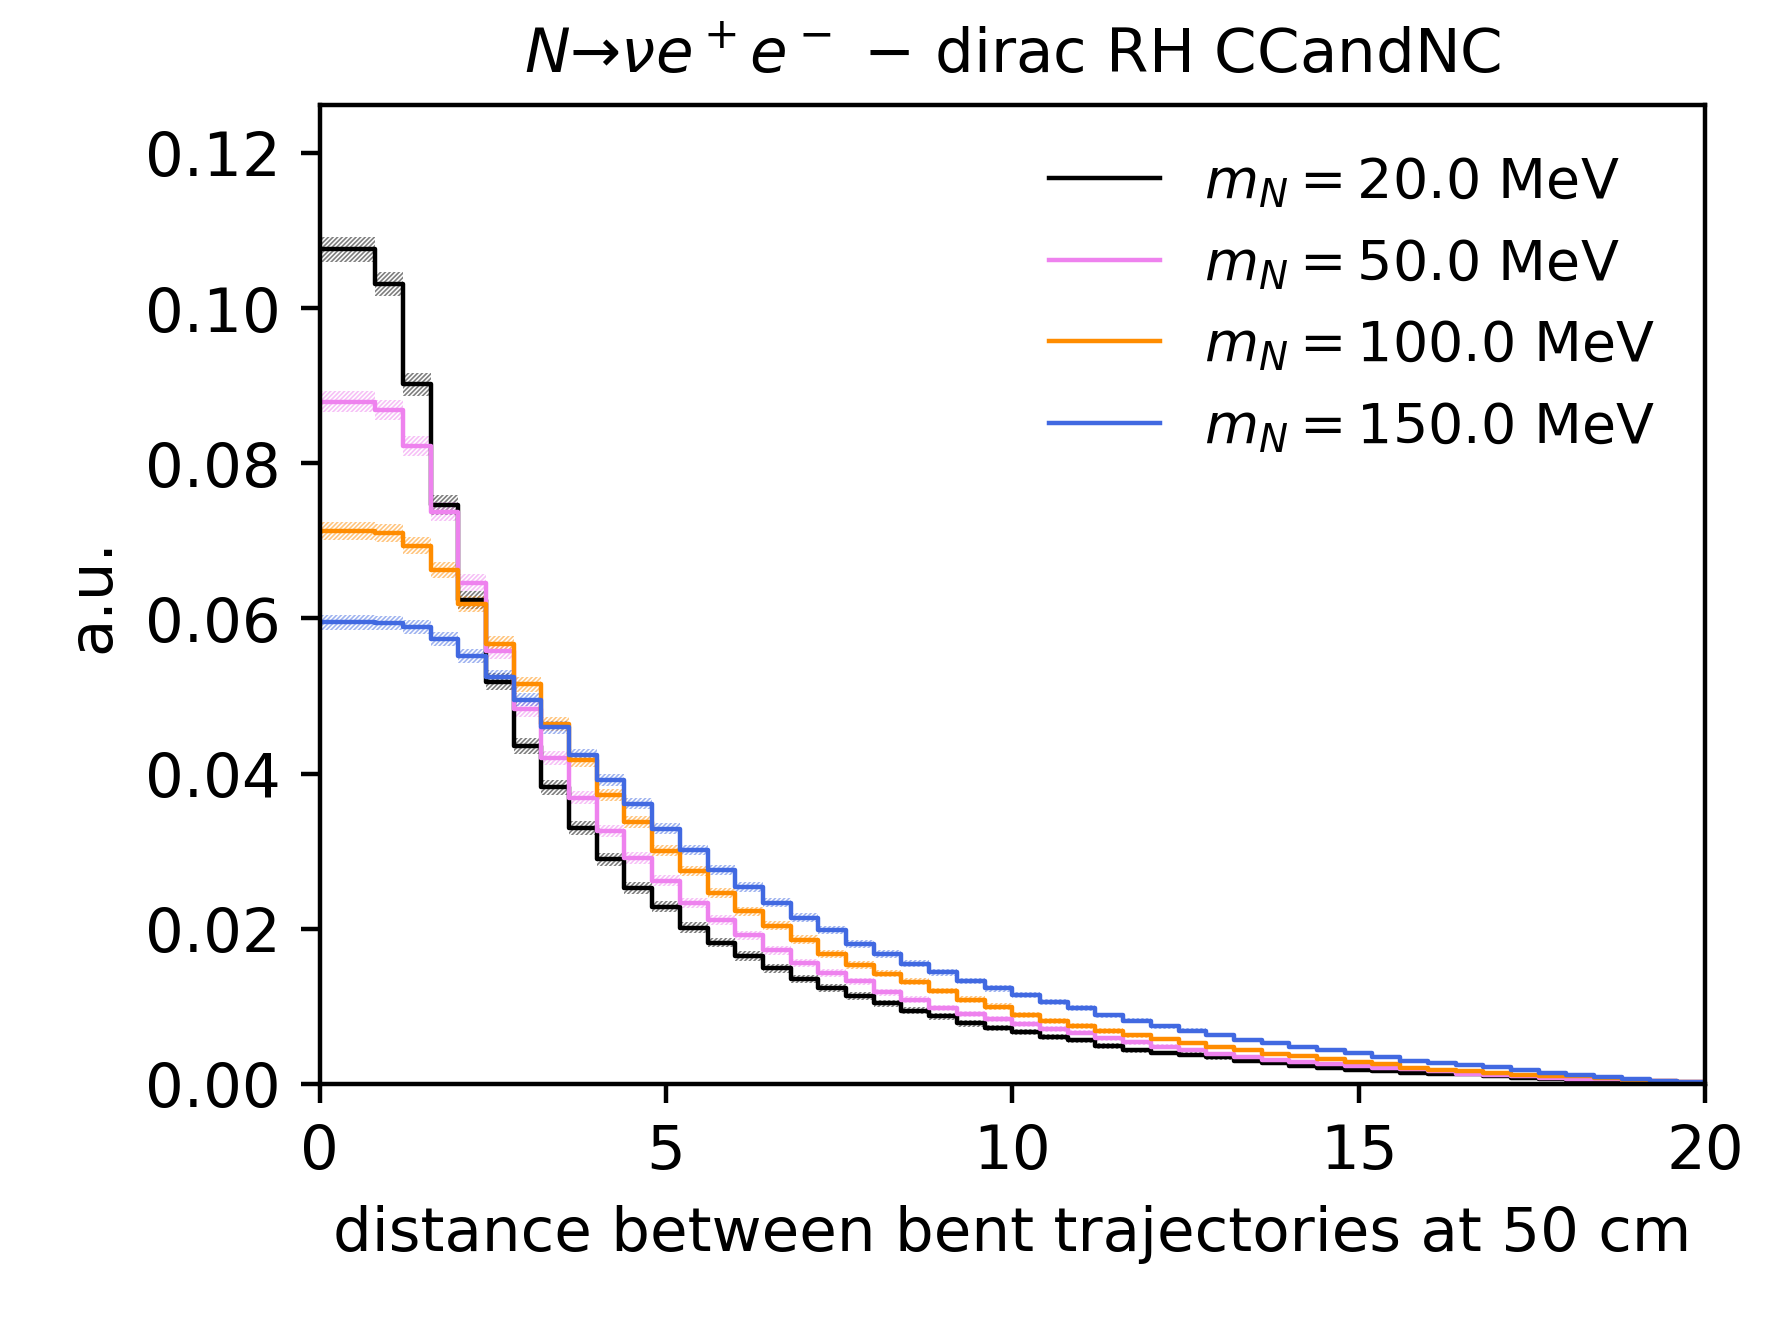 N→νe⁺e⁻ − dirac RH CCandNC
0.12
0.10
0.08
0.06
0.04
0.02
0.00
a.u.
m_N = 20.0 MeV
m_N = 50.0 MeV
m_N = 100.0 MeV
m_N = 150.0 MeV
0 5 10 15 20
distance between bent trajectories at 50 cm